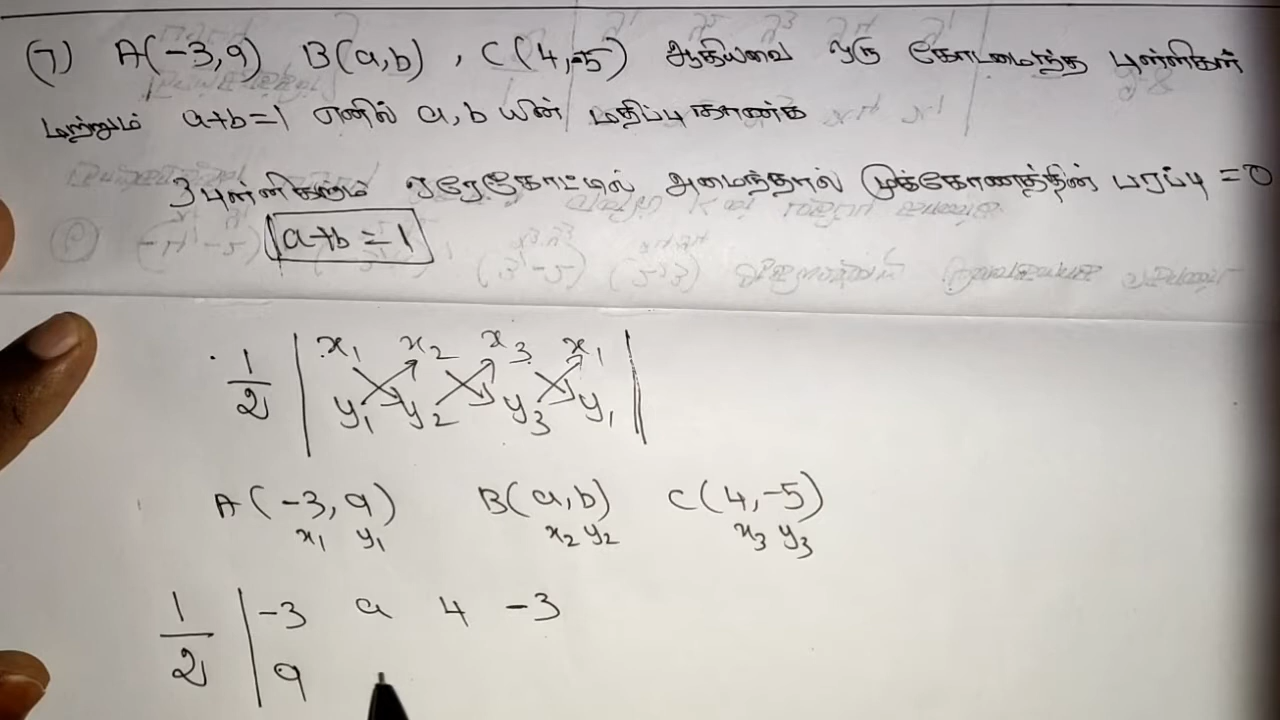 (7) A(-3,9) B(a,b) , C(4,-5) ஆகியவை ஒரு கோடமைந்த புள்ளிகள்
மற்றும் a+b=1 எனில் a,b யின் மதிப்பு காண்க
3 புள்ளிகளும் ஒரே கோட்டில் அமைந்தால் முக்கோணத்தின் பரப்பு = 0
a+b = 1
1/2 | x₁ x₂ x₃ x₁ |
y₁ y₂ y₃ y₁
A(-3,9) B(a,b) C(4,-5)
x₁ y₁ x₂ y₂ x₃ y₃
1/2 | -3 a 4 -3
9